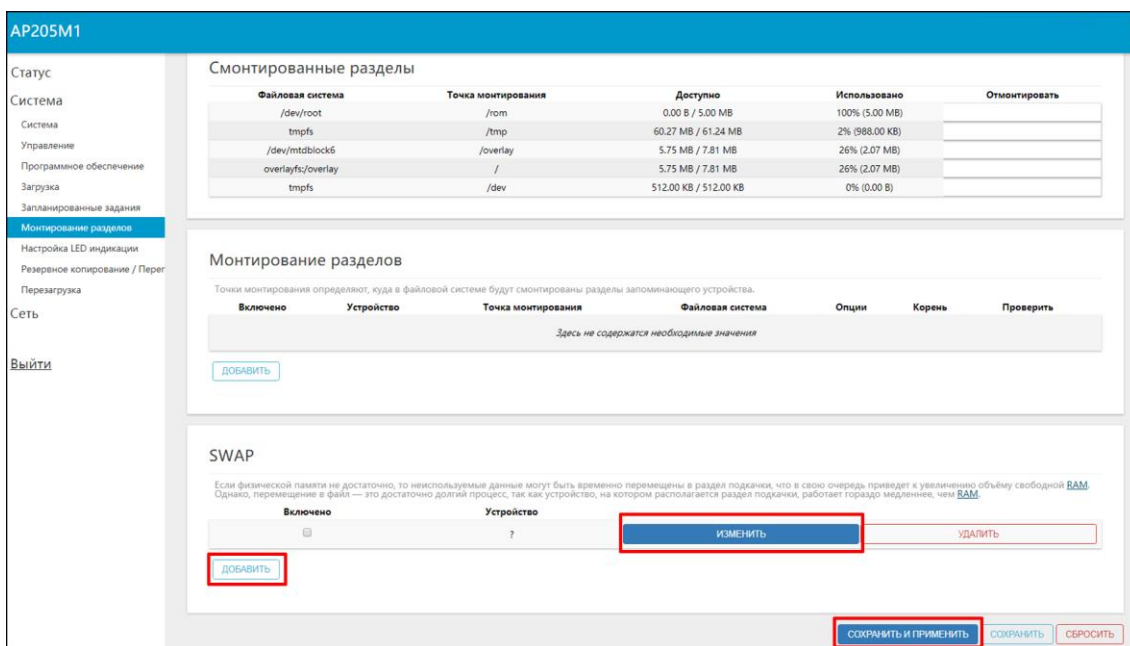 AP205M1
Статус
Система
Система
Управление
Программное обеспечение
Загрузка
Запланированные задания
Монтирование разделов
Настройка LED индикации
Резервное копирование / Перег
Перезагрузка
Сеть
Выйти
Смонтированные разделы
Файловая система Точка монтирования Доступно Использовано Отмонтировать
/dev/root /rom 0.00 B / 5.00 MB 100% (5.00 MB)
tmpfs /tmp 60.27 MB / 61.24 MB 2% (988.00 KB)
/dev/mtdblock6 /overlay 5.75 MB / 7.81 MB 26% (2.07 MB)
overlayfs:/overlay / 5.75 MB / 7.81 MB 26% (2.07 MB)
tmpfs /dev 512.00 KB / 512.00 KB 0% (0.00 B)
Монтирование разделов
Точки монтирования определяют, куда в файловой системе будут смонтированы разделы запоминающего устройства.
Включено Устройство Точка монтирования Файловая система Опции Корень Проверить
Здесь не содержатся необходимые значения
ДОБАВИТЬ
SWAP
Если физической памяти не достаточно, то неиспользуемые данные могут быть временно перемещены в раздел подкачки, что в свою очередь приведет к увеличению объёму свободной RAM.
Однако, перемещение в файл — это достаточно долгий процесс, так как устройство, на котором располагается раздел подкачки, работает гораздо медленнее, чем RAM.
Включено Устройство
? ИЗМЕНИТЬ УДАЛИТЬ
ДОБАВИТЬ
СОХРАНИТЬ И ПРИМЕНИТЬ СОХРАНИТЬ СБРОСИТЬ